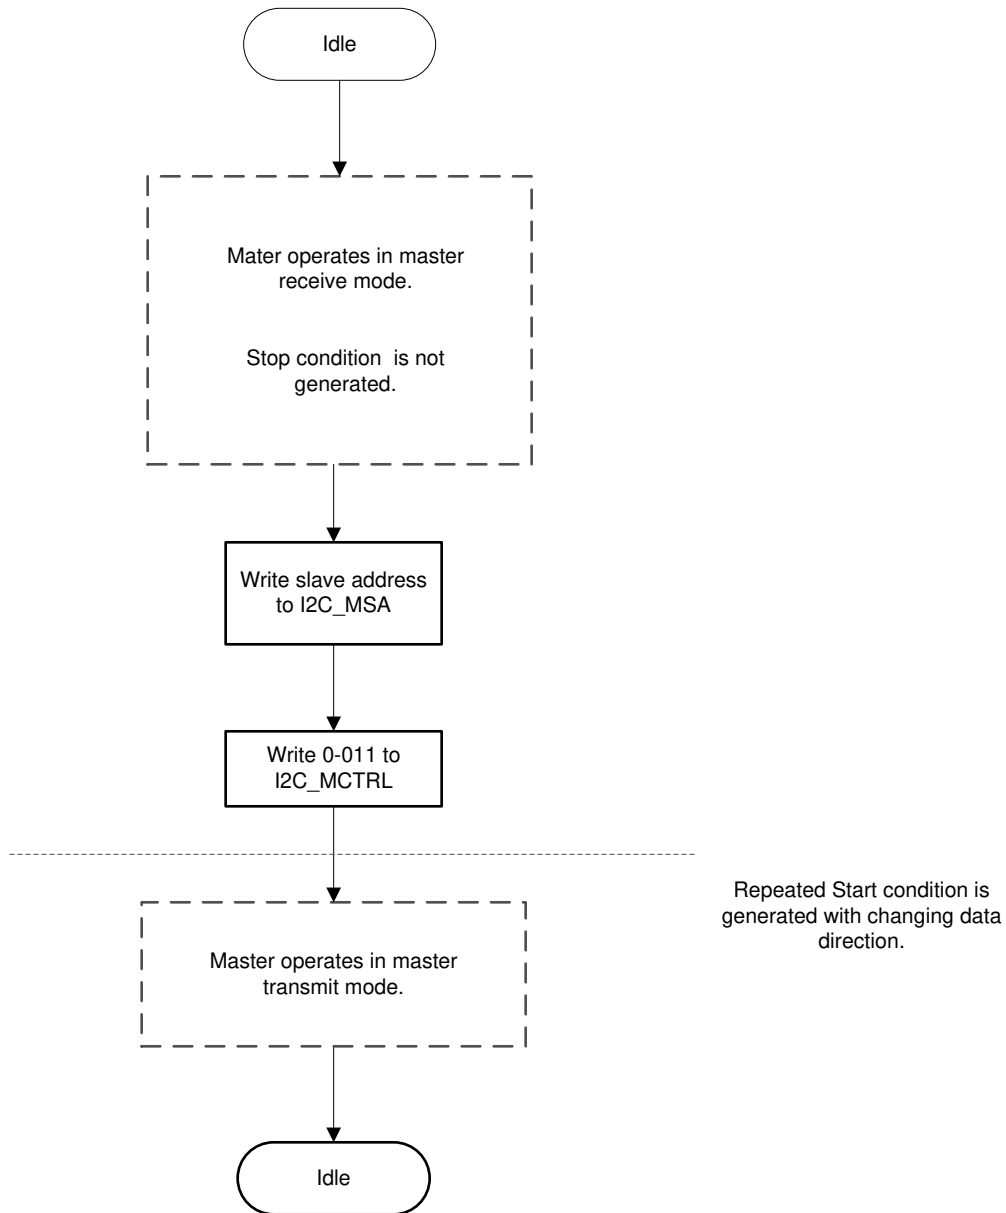 Idle
Mater operates in master
receive mode.
Stop condition  is not
generated.
Write slave address
to I2C_MSA
Write 0-011 to
I2C_MCTRL
Repeated Start condition is
generated with changing data
direction.
Master operates in master
transmit mode.
Idle